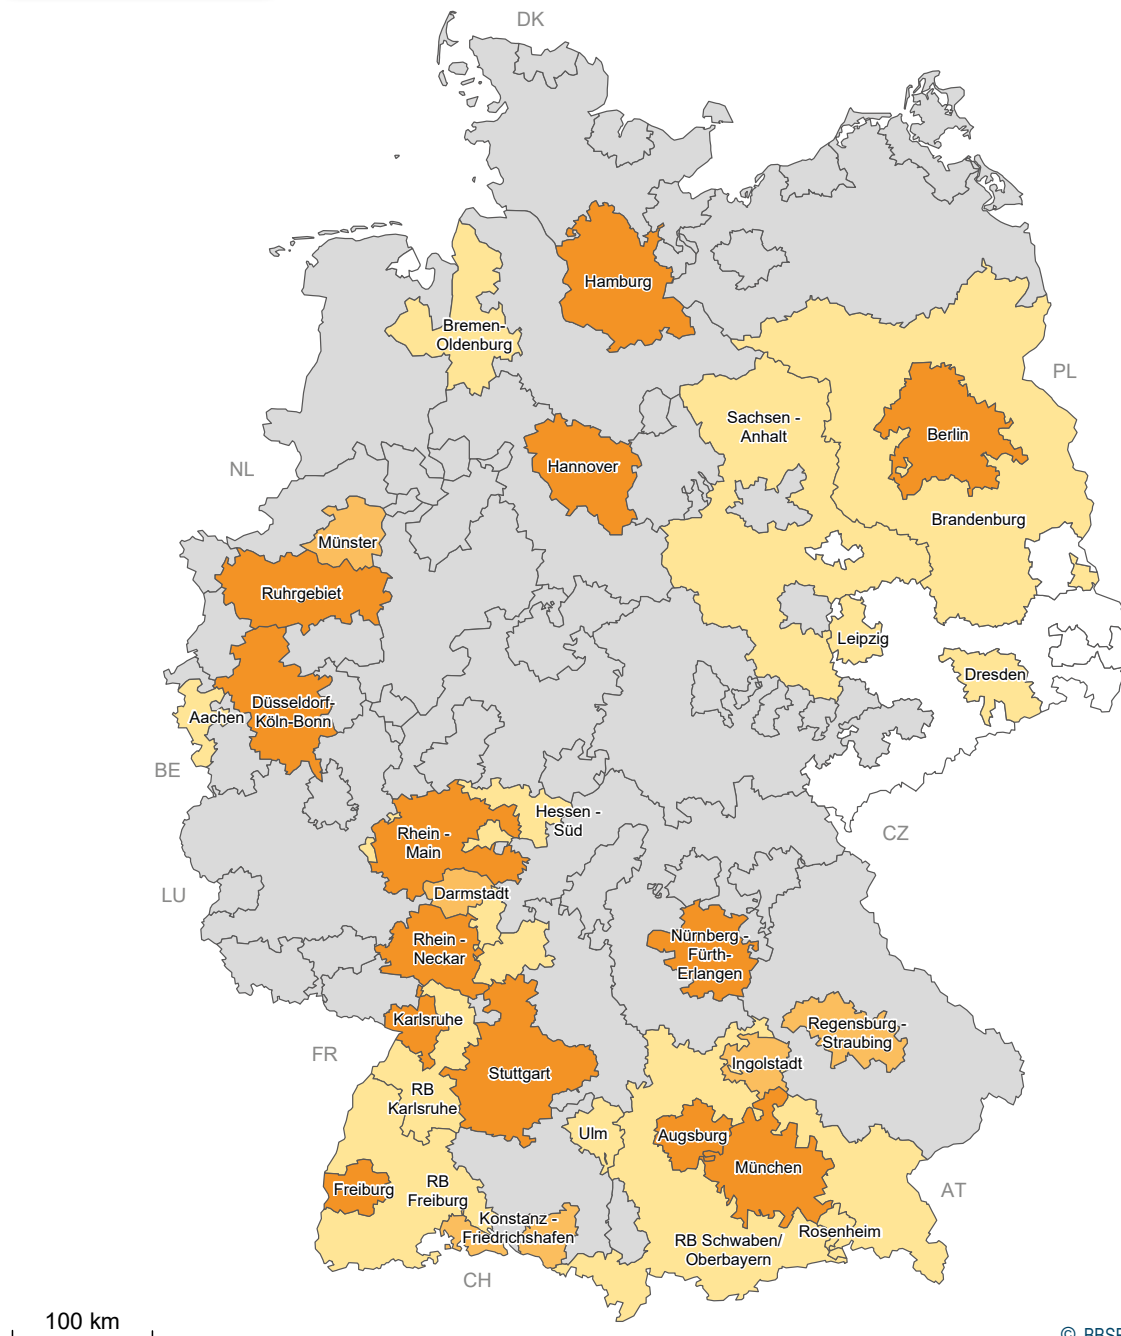 DK
Hamburg
Bremen-
Oldenburg
PL
Sachsen -
Anhalt
Berlin
NL
Hannover
Brandenburg
Münster
Ruhrgebiet
Leipzig
Dresden
Düsseldorf-
Köln-Bonn
Aachen
BE
Hessen -
Süd
Rhein -
Main
CZ
LU
Darmstadt
Rhein -
Neckar
Nürnberg -
Fürth-
Erlangen
Karlsruhe
Regensburg -
Straubing
FR
Ingolstadt
Stuttgart
RB
Karlsruhe
Ulm
Augsburg
München
Freiburg
RB
Freiburg
AT
Konstanz -
Friedrichshafen
Rosenheim
RB Schwaben/
Oberbayern
CH
100 km